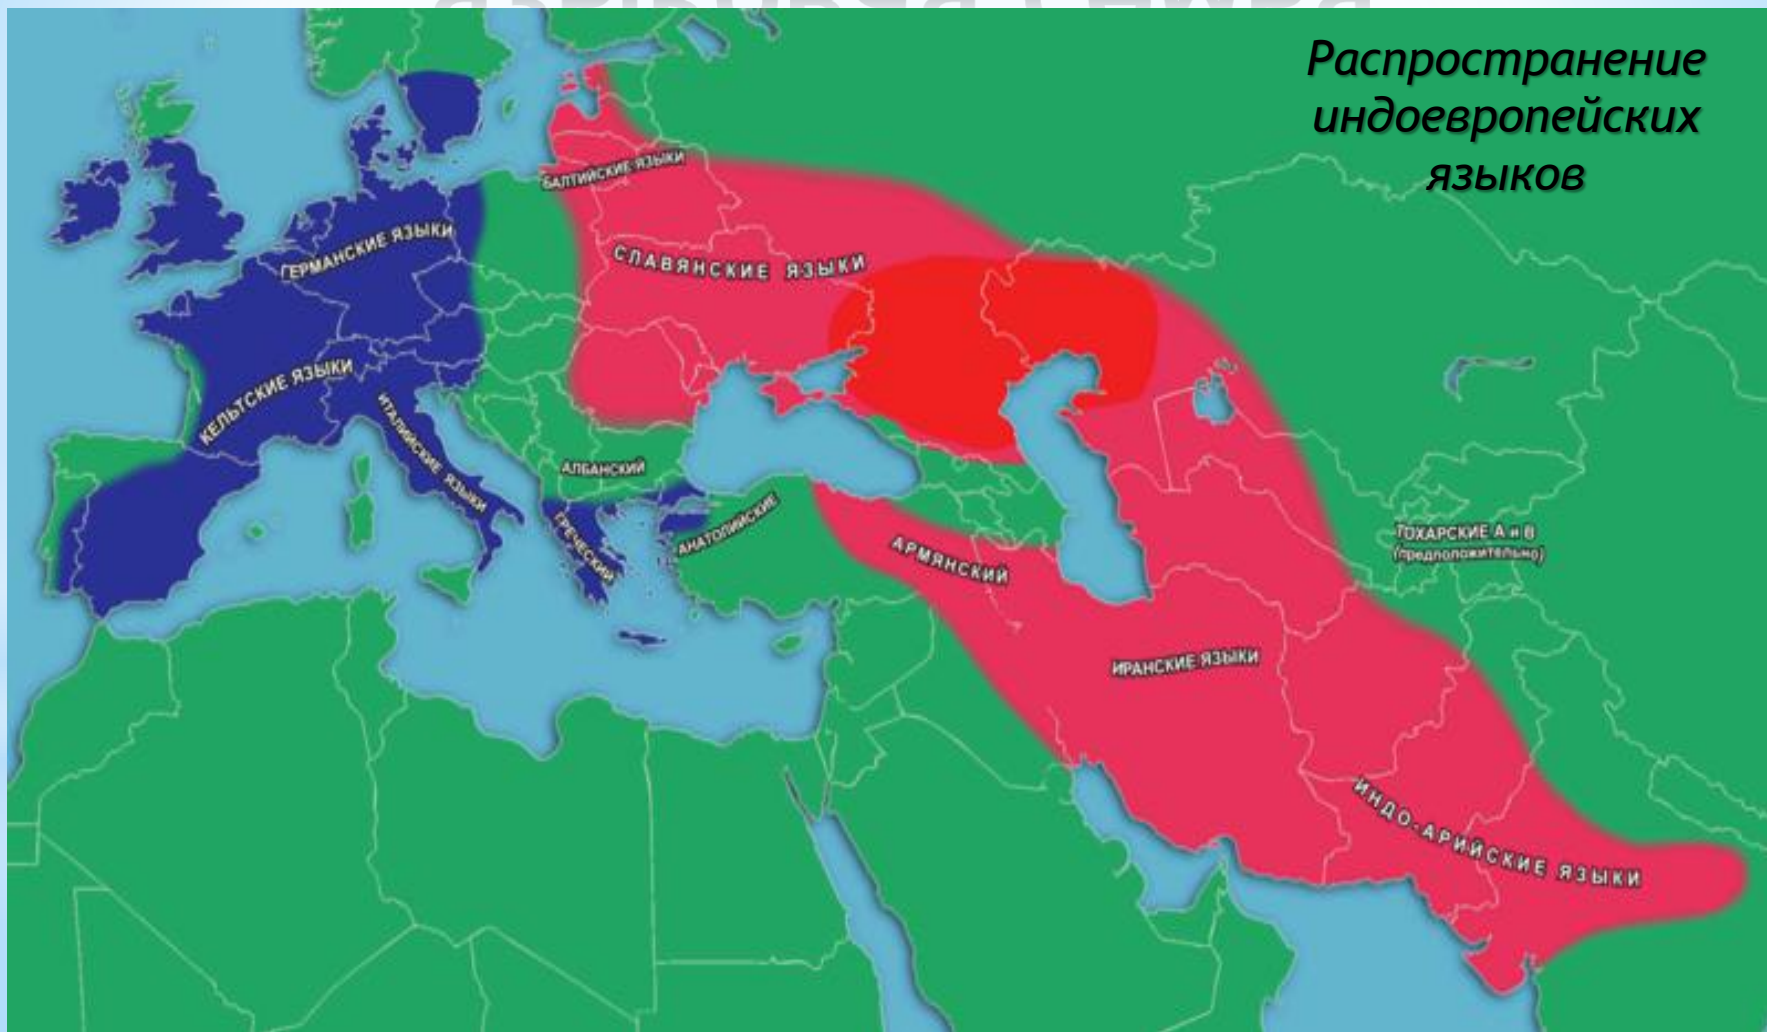 Распространение
индоевропейских
языков
БАЛТИЙСКИЕ ЯЗЫКИ
ГЕРМАНСКИЕ ЯЗЫКИ
СЛАВЯНСКИЕ ЯЗЫКИ
КЕЛЬТСКИЕ ЯЗЫКИ
ИТАЛИЙСКИЕ ЯЗЫКИ
АЛБАНСКИЙ
ГРЕЧЕСКИЙ
АНАТОЛИЙСКИЕ
АРМЯНСКИЙ
ТОХАРСКИЕ А и В
(предположительно)
ИРАНСКИЕ ЯЗЫКИ
ИНДО-АРИЙСКИЕ ЯЗЫКИ